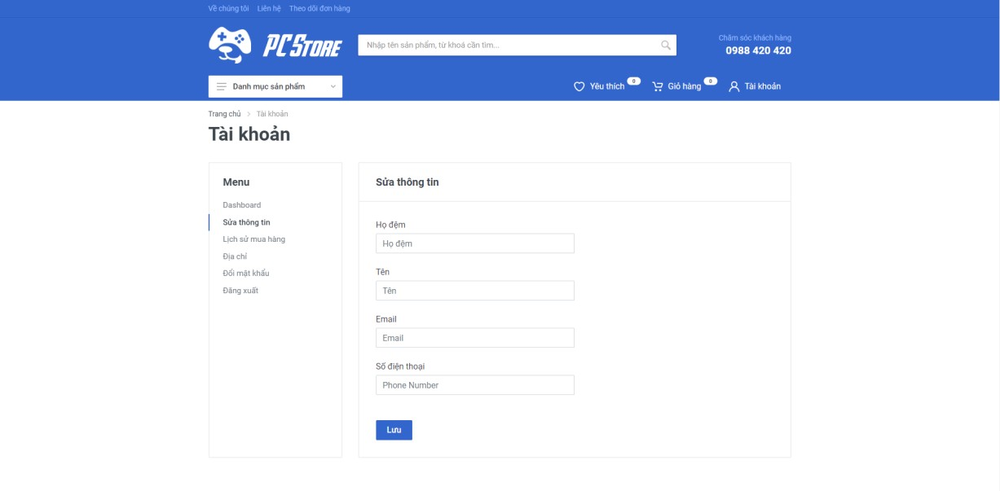 Về chúng tôi Liên hệ Theo dõi đơn hàng
PC STORE
Nhập tên sản phẩm, từ khoá cần tìm...
Chăm sóc khách hàng
0988 420 420
Danh mục sản phẩm
Yêu thích 0 Giỏ hàng 0 Tài khoản
Trang chủ > Tài khoản
Tài khoản
Menu
Dashboard
Sửa thông tin
Lịch sử mua hàng
Địa chỉ
Đổi mật khẩu
Đăng xuất
Sửa thông tin
Họ đệm
Họ đệm
Tên
Tên
Email
Email
Số điện thoại
Phone Number
Lưu